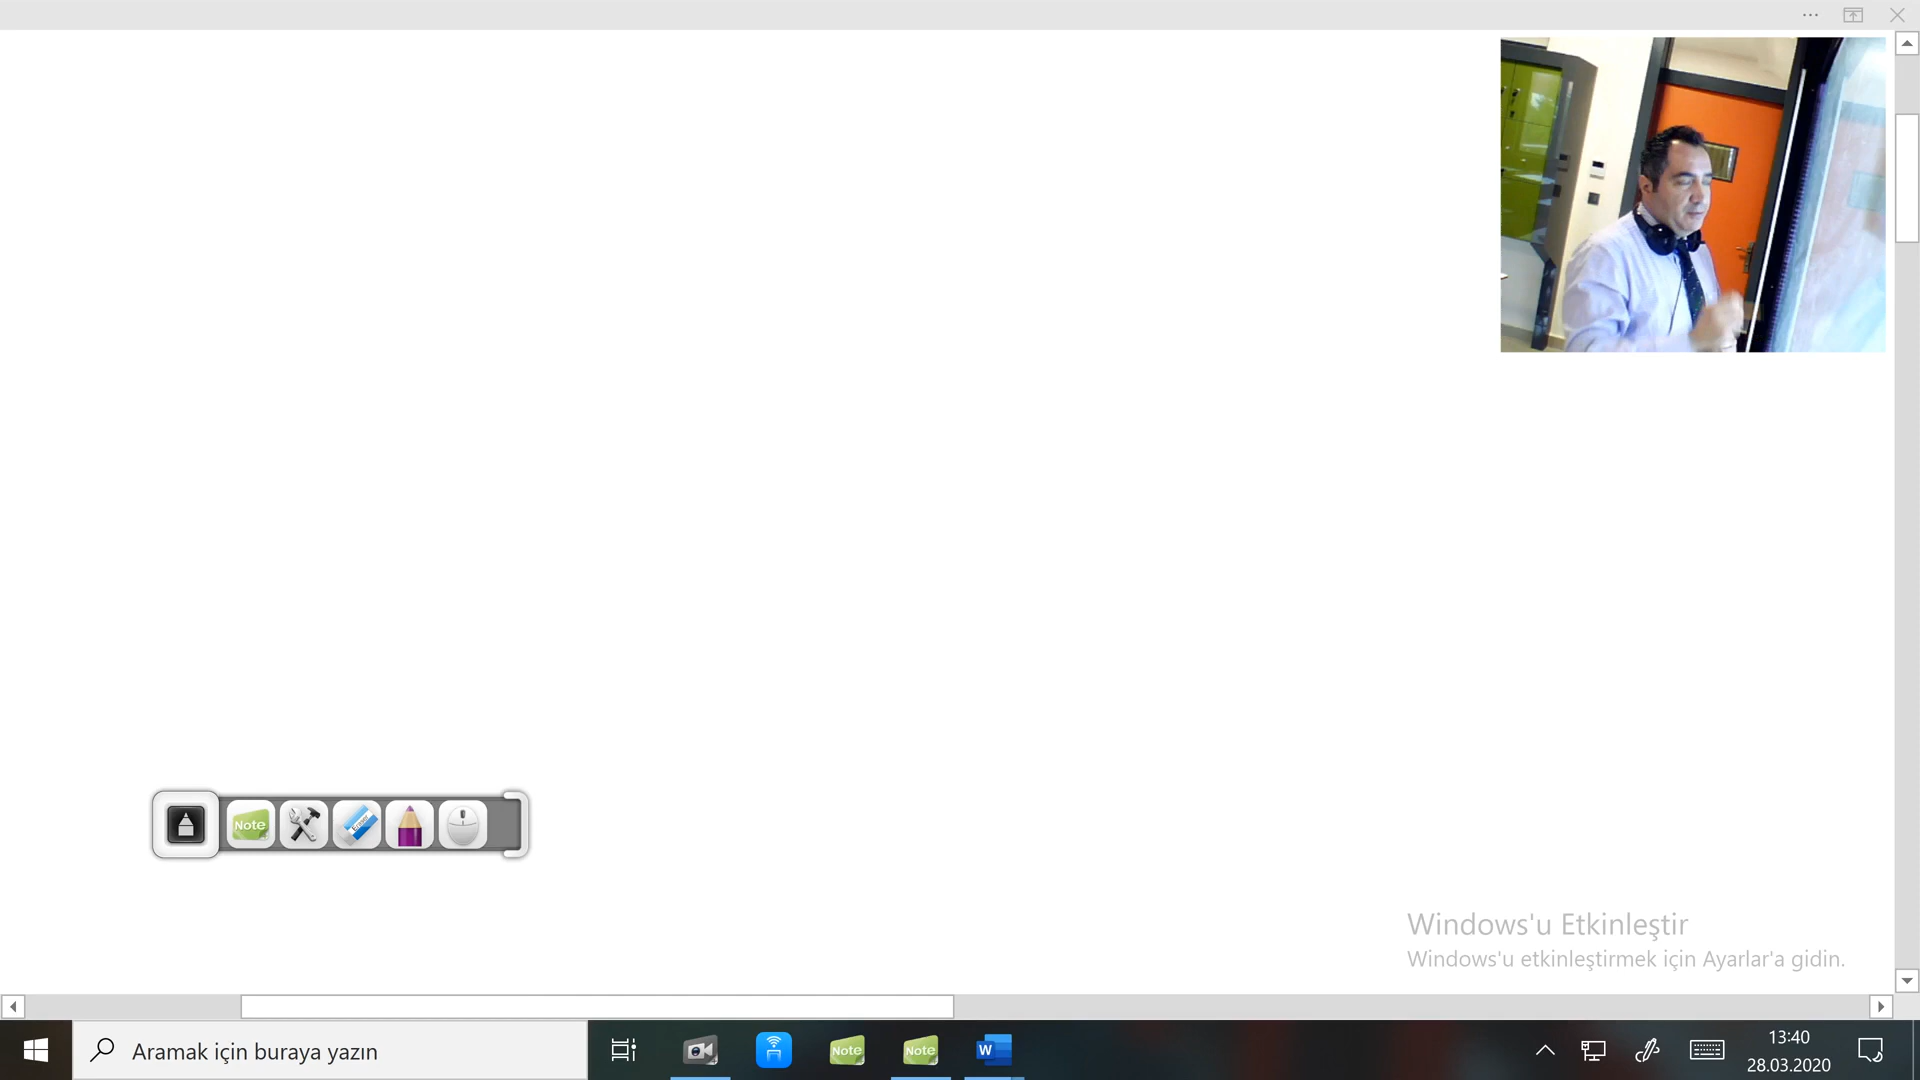 Note
Eraser
Windows'u Etkinleştir
Windows'u etkinleştirmek için Ayarlar'a gidin.
Aramak için buraya yazın
Note
Note
W
13:40
28.03.2020